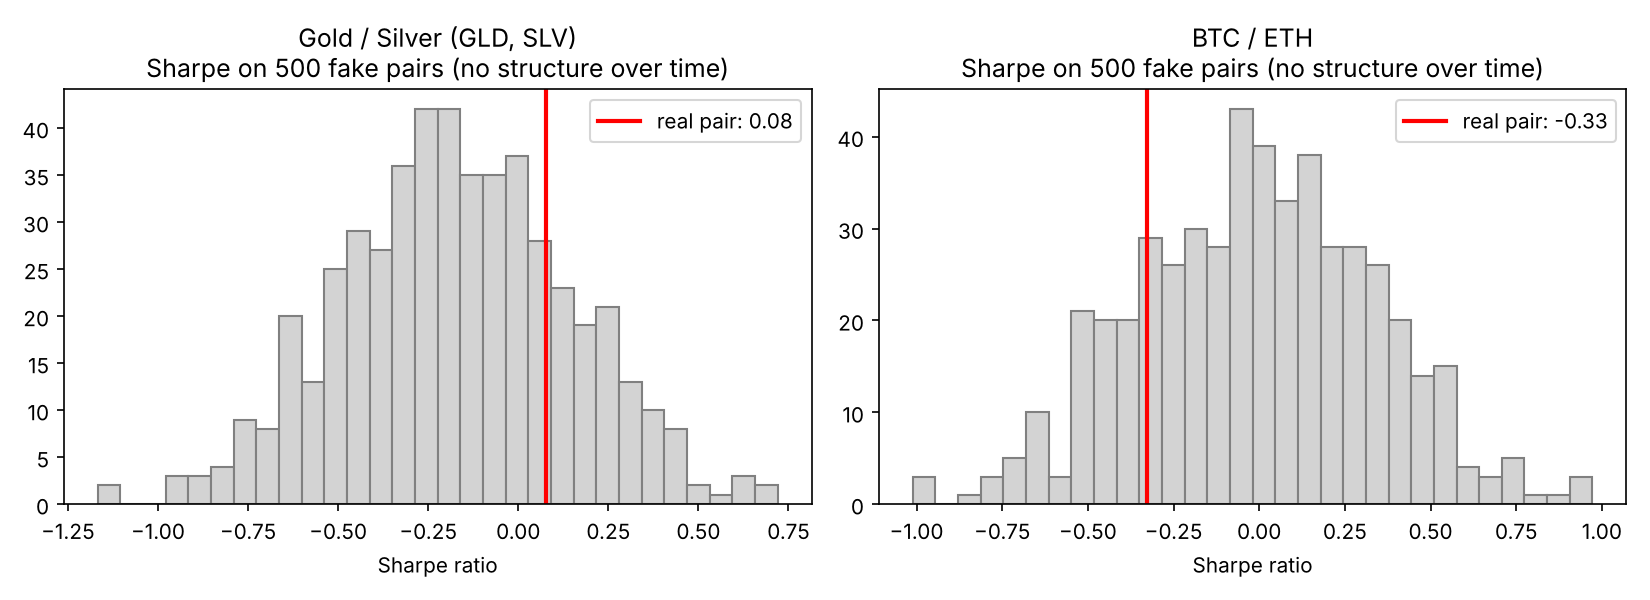 Gold / Silver (GLD, SLV)
Sharpe on 500 fake pairs (no structure over time)
real pair: 0.08
40
35
30
25
20
15
10
5
0
−1.25 −1.00 −0.75 −0.50 −0.25 0.00 0.25 0.50 0.75
Sharpe ratio
BTC / ETH
Sharpe on 500 fake pairs (no structure over time)
real pair: -0.33
40
30
20
10
0
−1.00 −0.75 −0.50 −0.25 0.00 0.25 0.50 0.75 1.00
Sharpe ratio